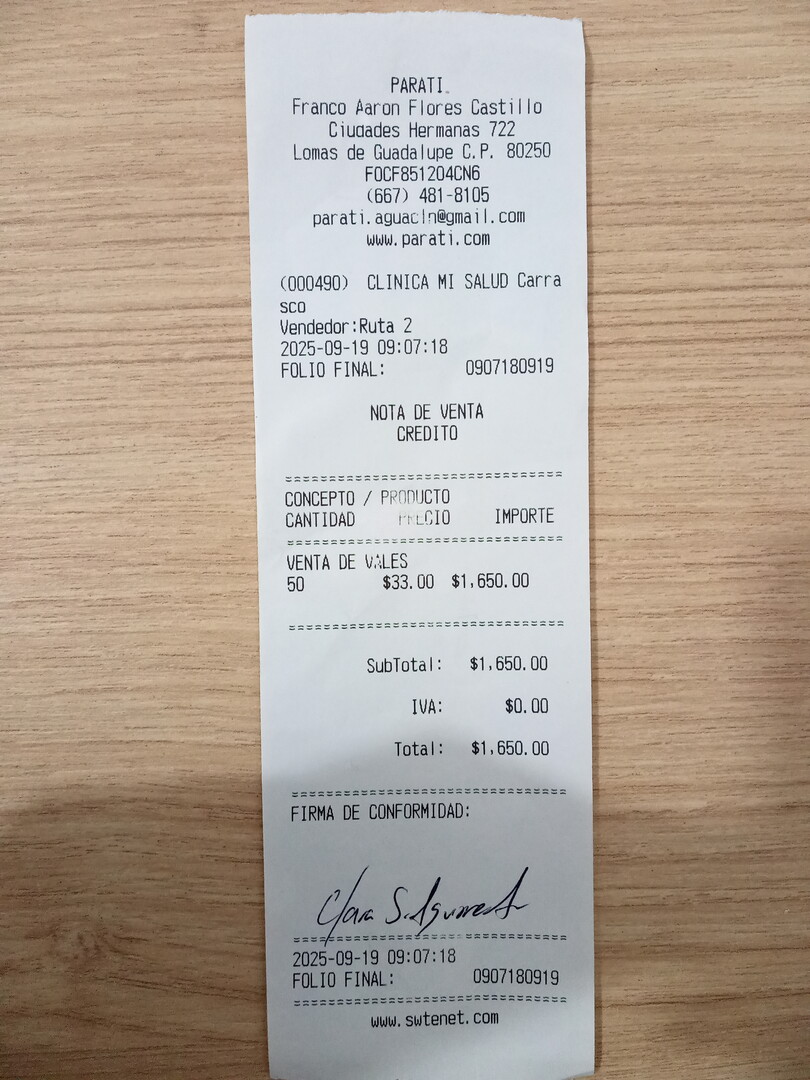 PARATI.
Franco Aaron Flores Castillo
Ciudades Hermanas 722
Lomas de Guadalupe C.P. 80250
FOCF851204CN6
(667) 481-8105
parati.aguacln@gmail.com
www.parati.com
(000490) CLINICA MI SALUD Carra
sco
Vendedor:Ruta 2
2025-09-19 09:07:18
FOLIO FINAL: 0907180919
NOTA DE VENTA
CREDITO
CONCEPTO / PRODUCTO
CANTIDAD PRECIO IMPORTE
VENTA DE VALES
50 $33.00 $1,650.00
SubTotal: $1,650.00
IVA: $0.00
Total: $1,650.00
FIRMA DE CONFORMIDAD:
Clara S.
2025-09-19 09:07:18
FOLIO FINAL: 0907180919
www.swtenet.com